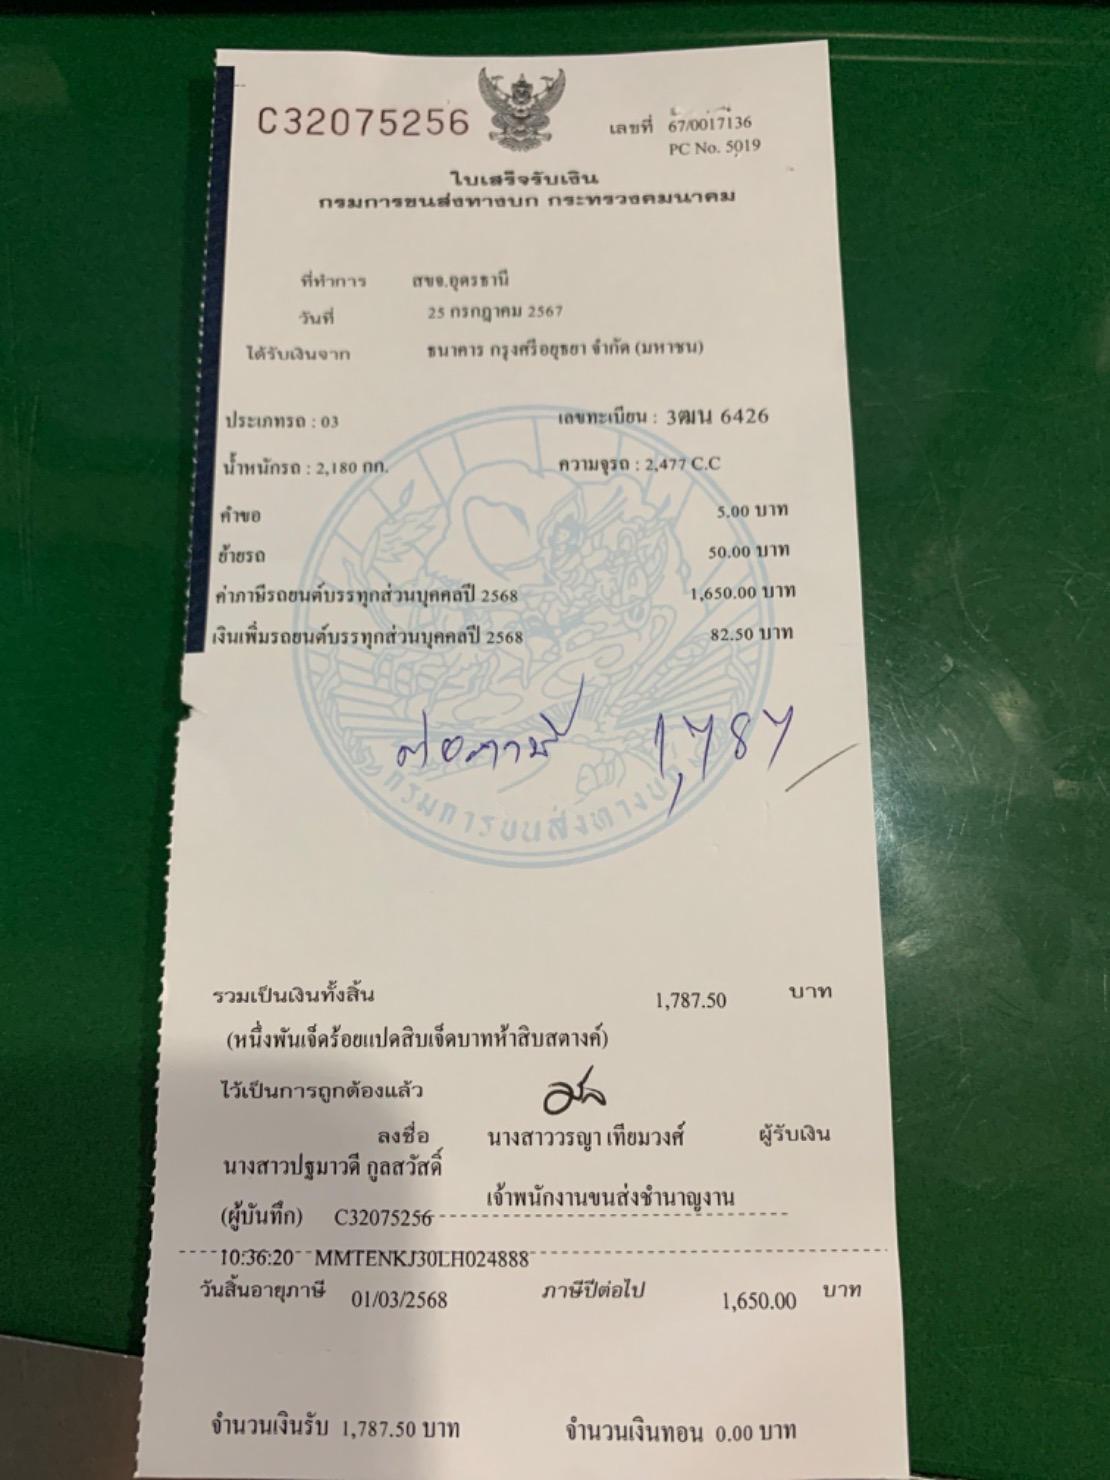 C32075256
เลขที่ 67/0017136
PC No. 5019
ใบเสร็จรับเงิน
กรมการขนส่งทางบก กระทรวงคมนาคม
ที่ทำการ สขจ.อุดรธานี
วันที่ 25 กรกฎาคม 2567
ได้รับเงินจาก ธนาคาร กรุงศรีอยุธยา จำกัด (มหาชน)
ประเภทรถ : 03 เลขทะเบียน : 3ฒน 6426
น้ำหนักรถ : 2,180 กก. ความจุรถ : 2,477 C.C
คำขอ 5.00 บาท
ย้ายรถ 50.00 บาท
ค่าภาษีรถยนต์บรรทุกส่วนบุคคลปี 2568 1,650.00 บาท
เงินเพิ่มรถยนต์บรรทุกส่วนบุคคลปี 2568 82.50 บาท
ต่อภาษี 1,787
กรมการขนส่งทางบก
รวมเป็นเงินทั้งสิ้น 1,787.50 บาท
(หนึ่งพันเจ็ดร้อยแปดสิบเจ็ดบาทห้าสิบสตางค์)
ไว้เป็นการถูกต้องแล้ว
ลงชื่อ นางสาววรญา เทียมวงศ์ ผู้รับเงิน
นางสาวปฐมาวดี กูลสวัสดิ์
เจ้าพนักงานขนส่งชำนาญงาน
(ผู้บันทึก) C32075256
10:36:20 MMTENKJ30LH024888
วันสิ้นอายุภาษี 01/03/2568 ภาษีปีต่อไป 1,650.00 บาท
จำนวนเงินรับ 1,787.50 บาท จำนวนเงินทอน 0.00 บาท